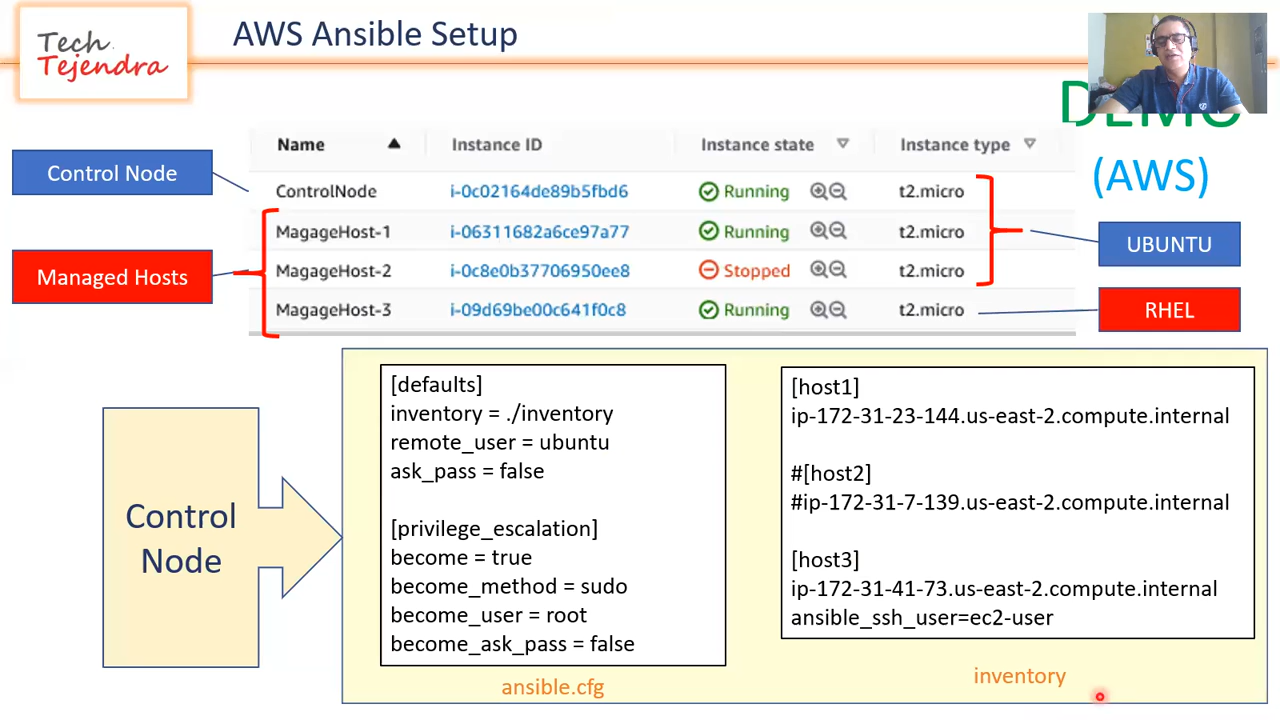 Tech
Tejendra
AWS Ansible Setup
DEMO
(AWS)
Control Node
Managed Hosts
Name Instance ID Instance state Instance type
ControlNode i-0c02164de89b5fbd6 Running t2.micro
MagageHost-1 i-06311682a6ce97a77 Running t2.micro
MagageHost-2 i-0c8e0b37706950ee8 Stopped t2.micro
MagageHost-3 i-09d69be00c641f0c8 Running t2.micro
UBUNTU
RHEL
Control
Node
[defaults]
inventory = ./inventory
remote_user = ubuntu
ask_pass = false
[privilege_escalation]
become = true
become_method = sudo
become_user = root
become_ask_pass = false
ansible.cfg
[host1]
ip-172-31-23-144.us-east-2.compute.internal
#[host2]
#ip-172-31-7-139.us-east-2.compute.internal
[host3]
ip-172-31-41-73.us-east-2.compute.internal
ansible_ssh_user=ec2-user
inventory